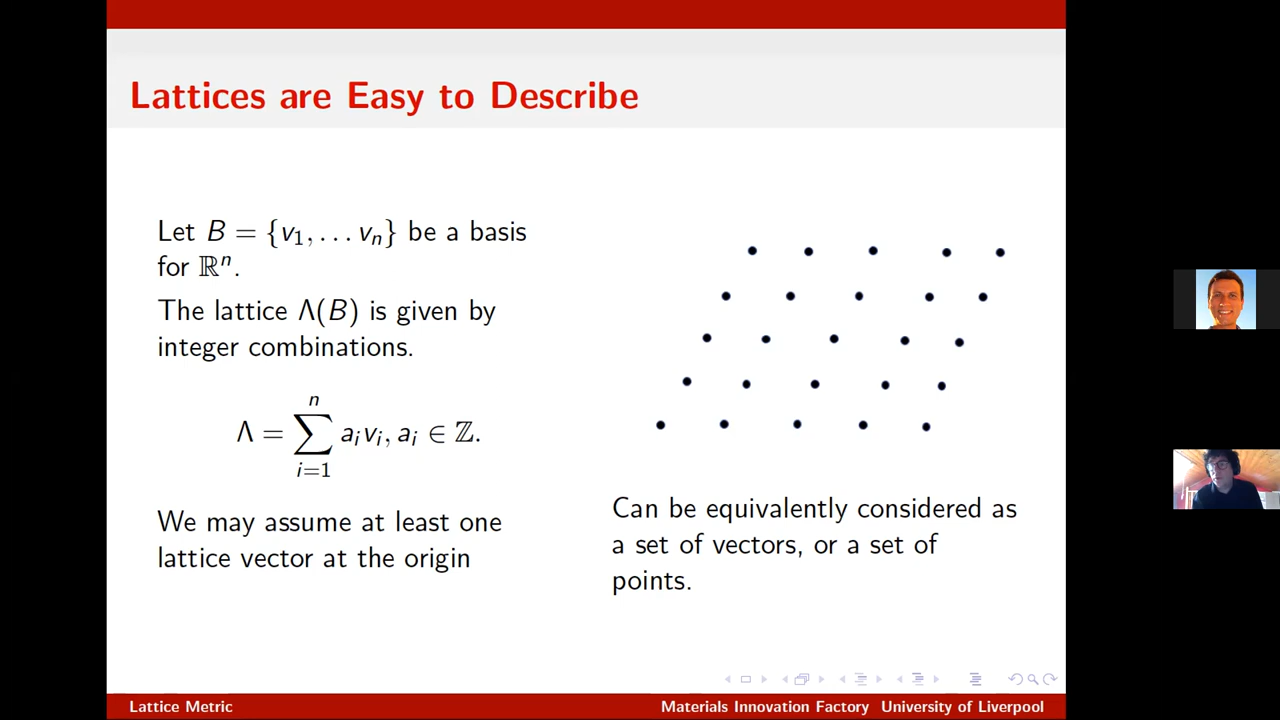 Lattices are Easy to Describe
Let B = {v₁, . . . vₙ} be a basis
for ℝⁿ.
The lattice Λ(B) is given by
integer combinations.
Λ = ∑ᵢ₌₁ⁿ aᵢvᵢ, aᵢ ∈ ℤ.
We may assume at least one
lattice vector at the origin
Can be equivalently considered as
a set of vectors, or a set of
points.
Lattice Metric
Materials Innovation Factory University of Liverpool